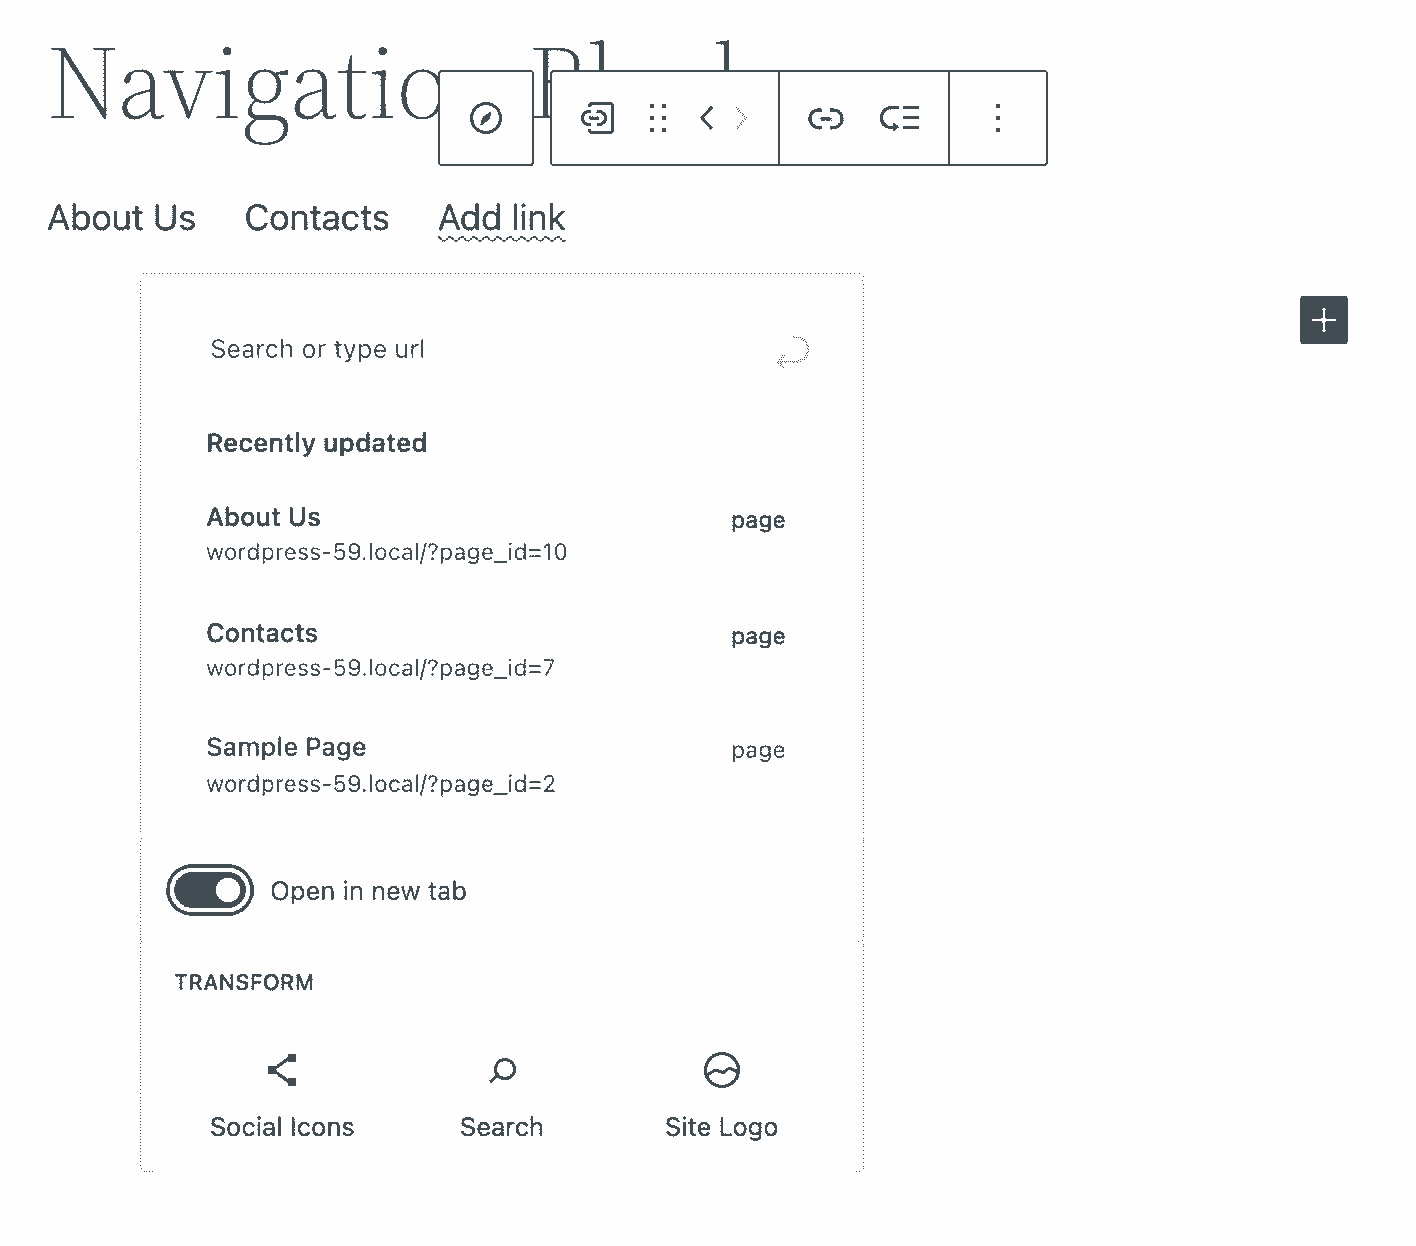 About Us Contacts Add link
Search or type url
Recently updated
About Us page
wordpress-59.local/?page_id=10
Contacts page
wordpress-59.local/?page_id=7
Sample Page page
wordpress-59.local/?page_id=2
Open in new tab
TRANSFORM
Social Icons Search Site Logo